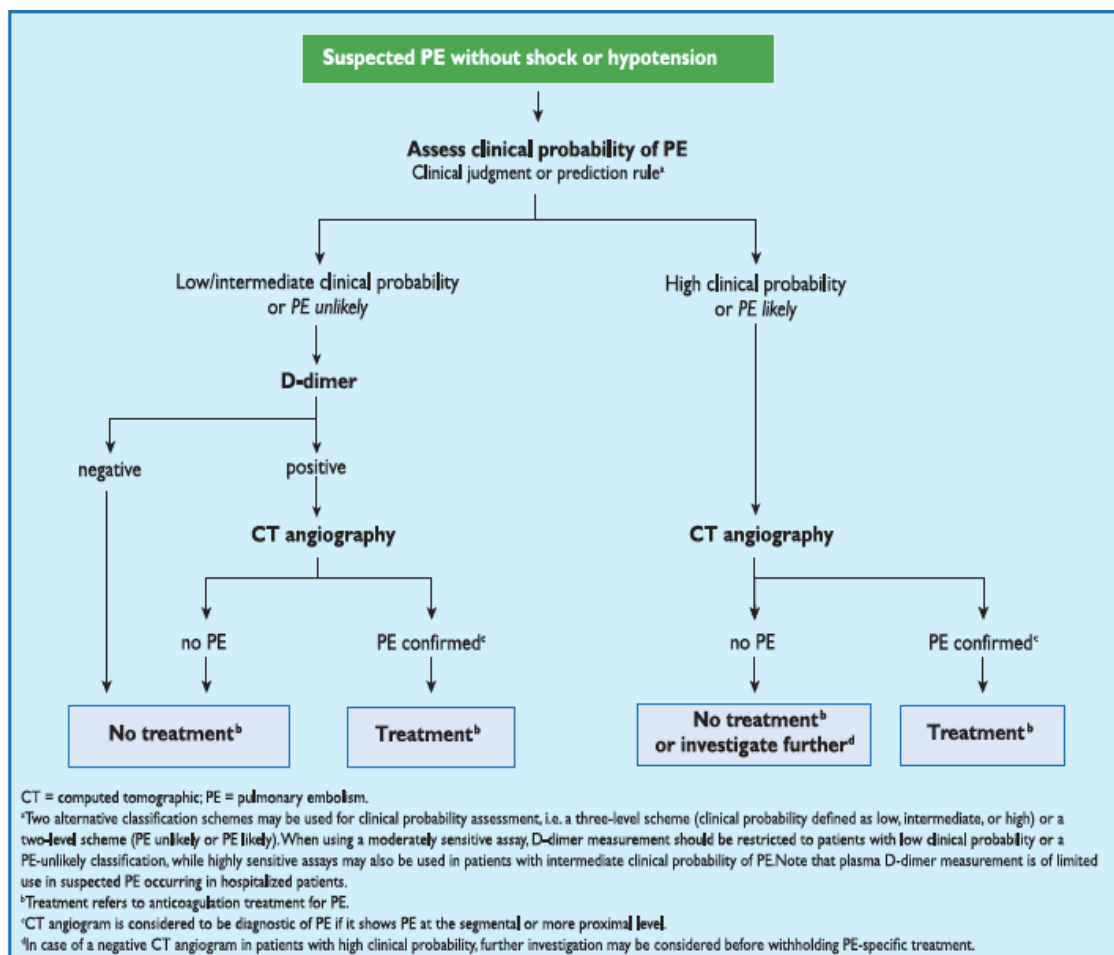 Suspected PE without shock or hypotension
Assess clinical probability of PE
Clinical judgment or prediction ruleᵃ
Low/intermediate clinical probability
or PE unlikely
High clinical probability
or PE likely
D-dimer
negative
positive
CT angiography
CT angiography
no PE
PE confirmedᶜ
no PE
PE confirmedᶜ
No treatmentᵇ
Treatmentᵇ
No treatmentᵇ
or investigate furtherᵈ
Treatmentᵇ
CT = computed tomographic; PE = pulmonary embolism.
ᵃTwo alternative classification schemes may be used for clinical probability assessment, i.e. a three-level scheme (clinical probability defined as low, intermediate, or high) or a
two-level scheme (PE unlikely or PE likely). When using a moderately sensitive assay, D-dimer measurement should be restricted to patients with low clinical probability or a
PE-unlikely classification, while highly sensitive assays may also be used in patients with intermediate clinical probability of PE. Note that plasma D-dimer measurement is of limited
use in suspected PE occurring in hospitalized patients.
ᵇTreatment refers to anticoagulation treatment for PE.
ᶜCT angiogram is considered to be diagnostic of PE if it shows PE at the segmental or more proximal level.
ᵈIn case of a negative CT angiogram in patients with high clinical probability, further investigation may be considered before withholding PE-specific treatment.